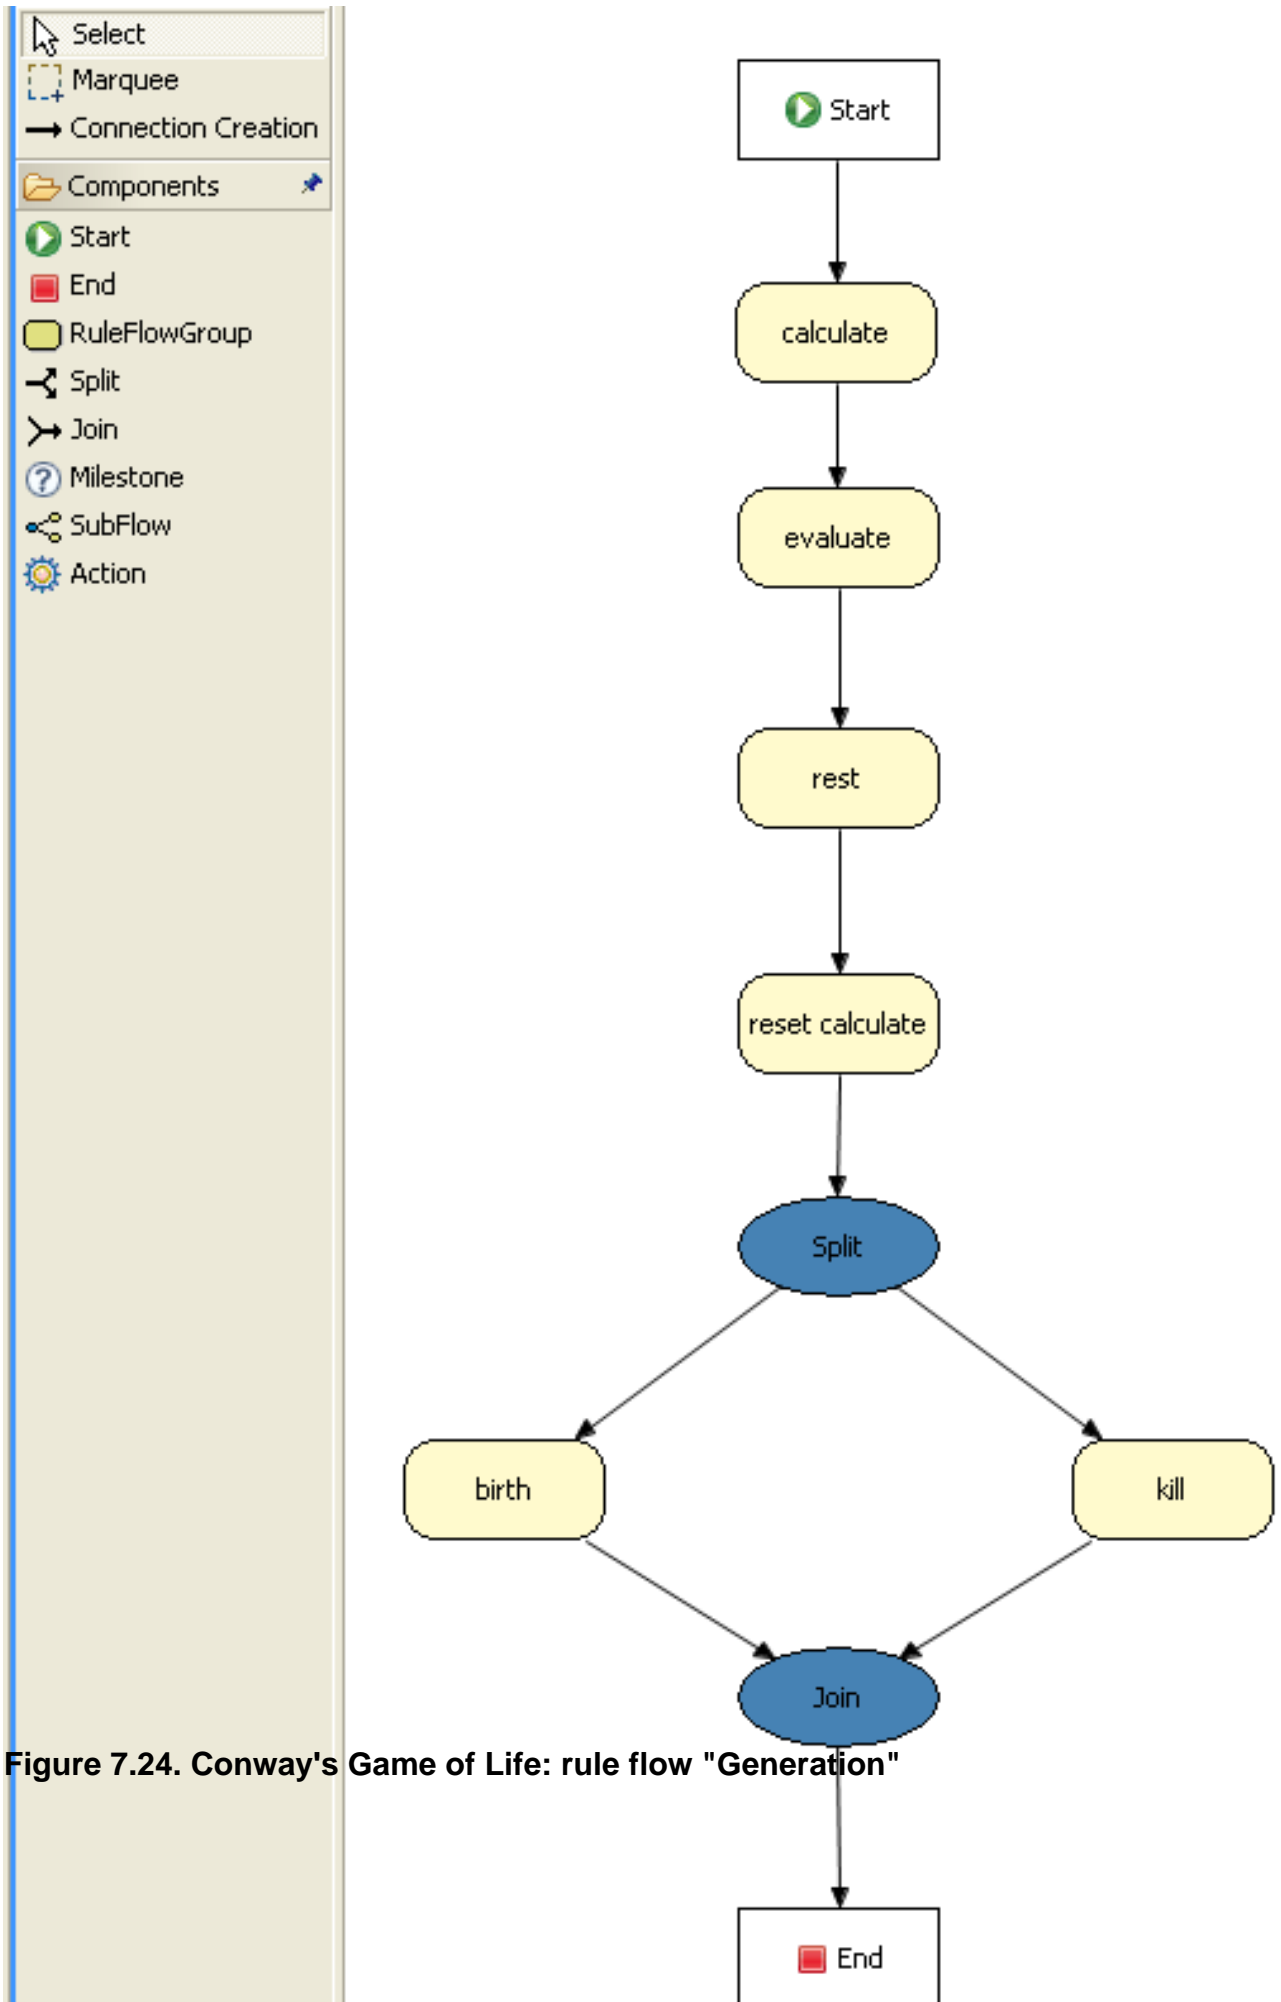 Select
Marquee
Connection Creation
Components
Start
End
RuleFlowGroup
Split
Join
Milestone
SubFlow
Action
Start
calculate
evaluate
rest
reset calculate
Split
birth
kill
Join
Figure 7.24. Conway's Game of Life: rule flow "Generation"
End